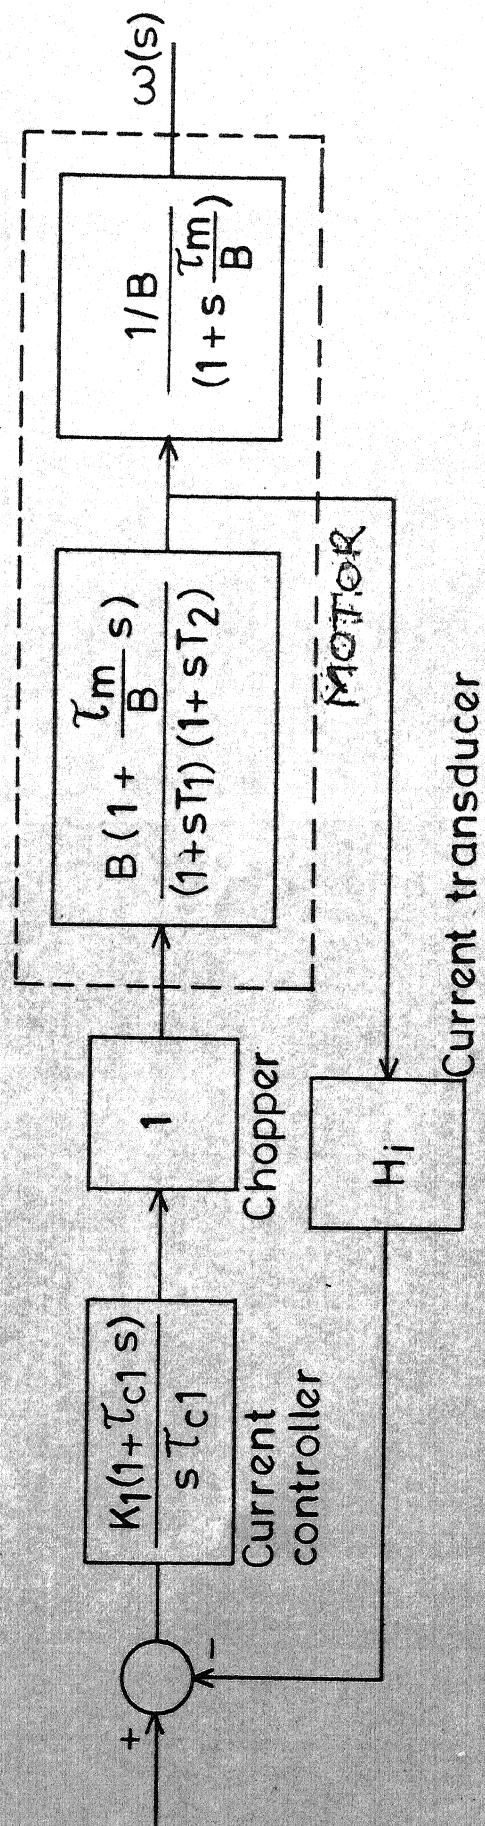 +
-
K1(1+τc1 s)
s τc1
Current
controller
1
Chopper
B(1 + τm/B s)
(1+sT1)(1+sT2)
1/B
(1 + s τm/B)
ω(s)
MOTOR
Hi
Current transducer